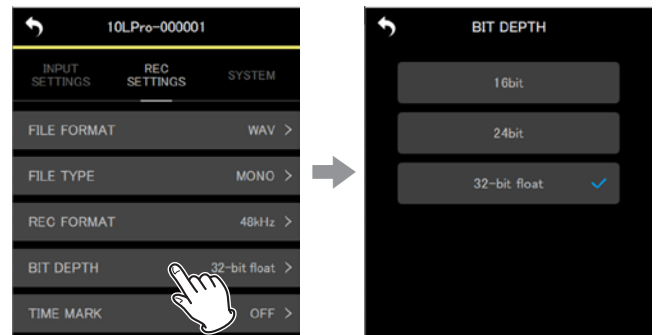 10LPro-000001
INPUT SETTINGS
REC SETTINGS
SYSTEM
FILE FORMAT WAV >
FILE TYPE MONO >
REC FORMAT 48kHz >
BIT DEPTH 32-bit float >
TIME MARK OFF >
BIT DEPTH
16bit
24bit
32-bit float